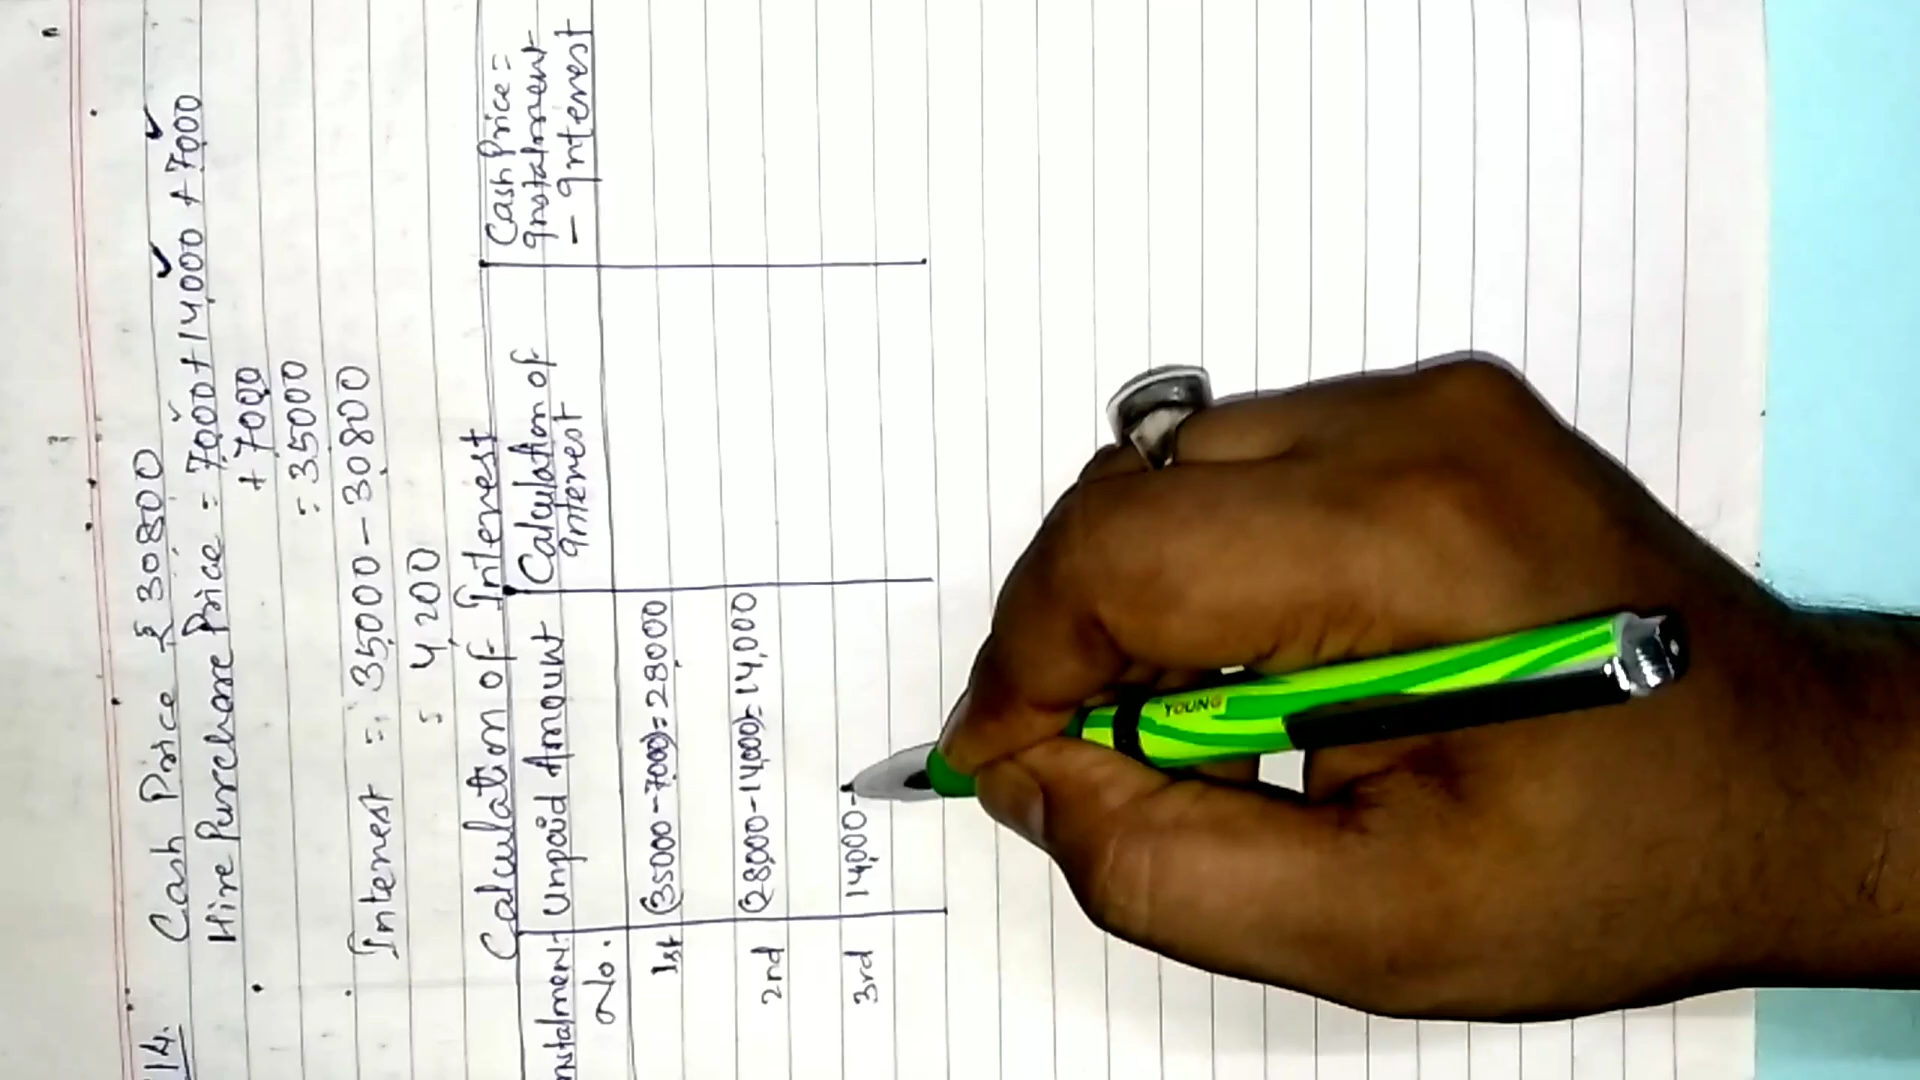 14. Cash Price ₹ 30800
Hire Purchase Price = 7000 + 14000 + 7000
+ 7000
= 35000
Interest = 35000 - 30800
= 4200
Calculation of Interest
Instalment No.
Unpaid Amount
Calculation of Interest
Cash Price = Instalment - Interest
1st (35000-7000)=28000
2nd (28000-14000)=14,000
3rd 14000-
YOUNG